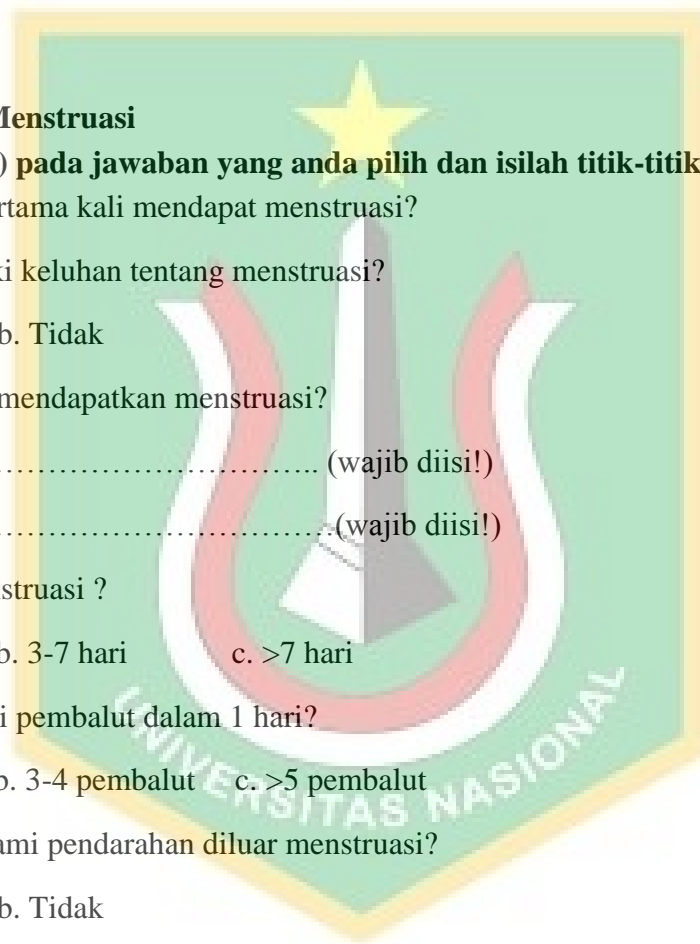 Menstruasi
) pada jawaban yang anda pilih dan isilah titik-titik
rtama kali mendapat menstruasi?
ki keluhan tentang menstruasi?
b. Tidak
mendapatkan menstruasi?
………………………….. (wajib diisi!)
…………………………….(wajib diisi!)
struasi ?
b. 3-7 hari c. >7 hari
i pembalut dalam 1 hari?
b. 3-4 pembalut c. >5 pembalut
ami pendarahan diluar menstruasi?
b. Tidak
UNIVERSITAS NASIONAL